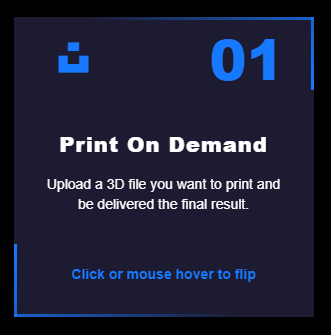 01
Print On Demand
Upload a 3D file you want to print and
be delivered the final result.
Click or mouse hover to flip